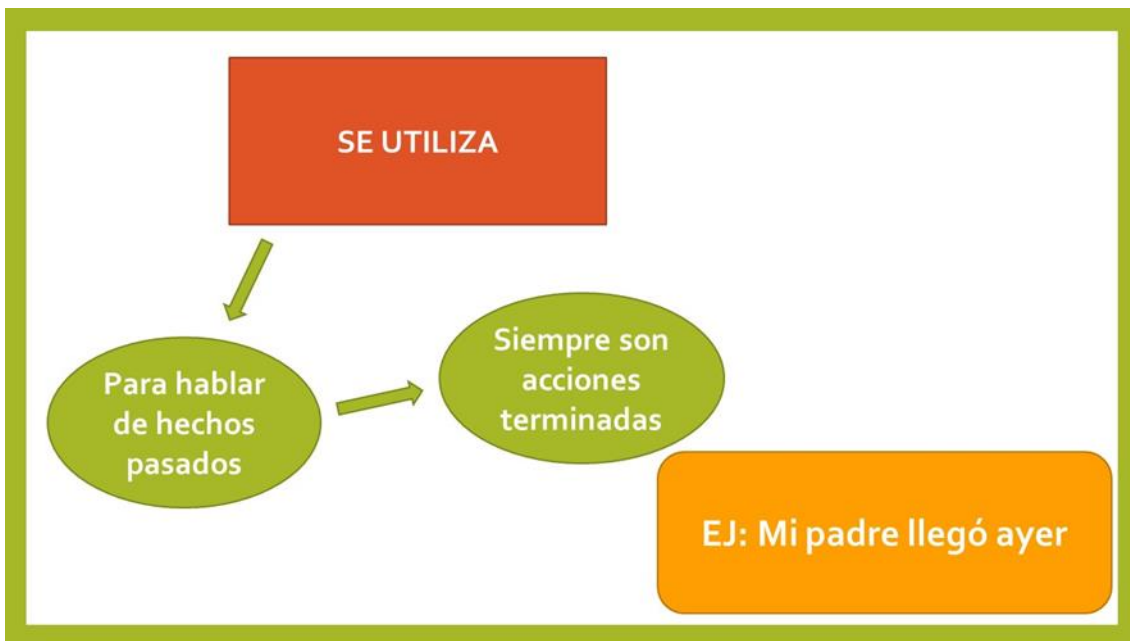 SE UTILIZA
Para hablar
de hechos
pasados
Siempre son
acciones
terminadas
EJ: Mi padre llegó ayer